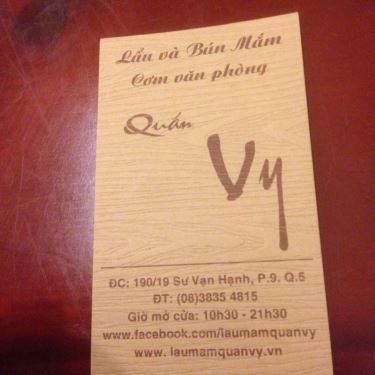 Lẩu và Bún Mắm
Cơm văn phòng
Quán
Vy
ĐC: 190/19 Sư Vạn Hạnh, P.9. Q.5
ĐT: (08)3835 4815
Giờ mở cửa: 10h30 - 21h30
www.facebook.com/laumamquanvy
www. laumamquanvy.vn